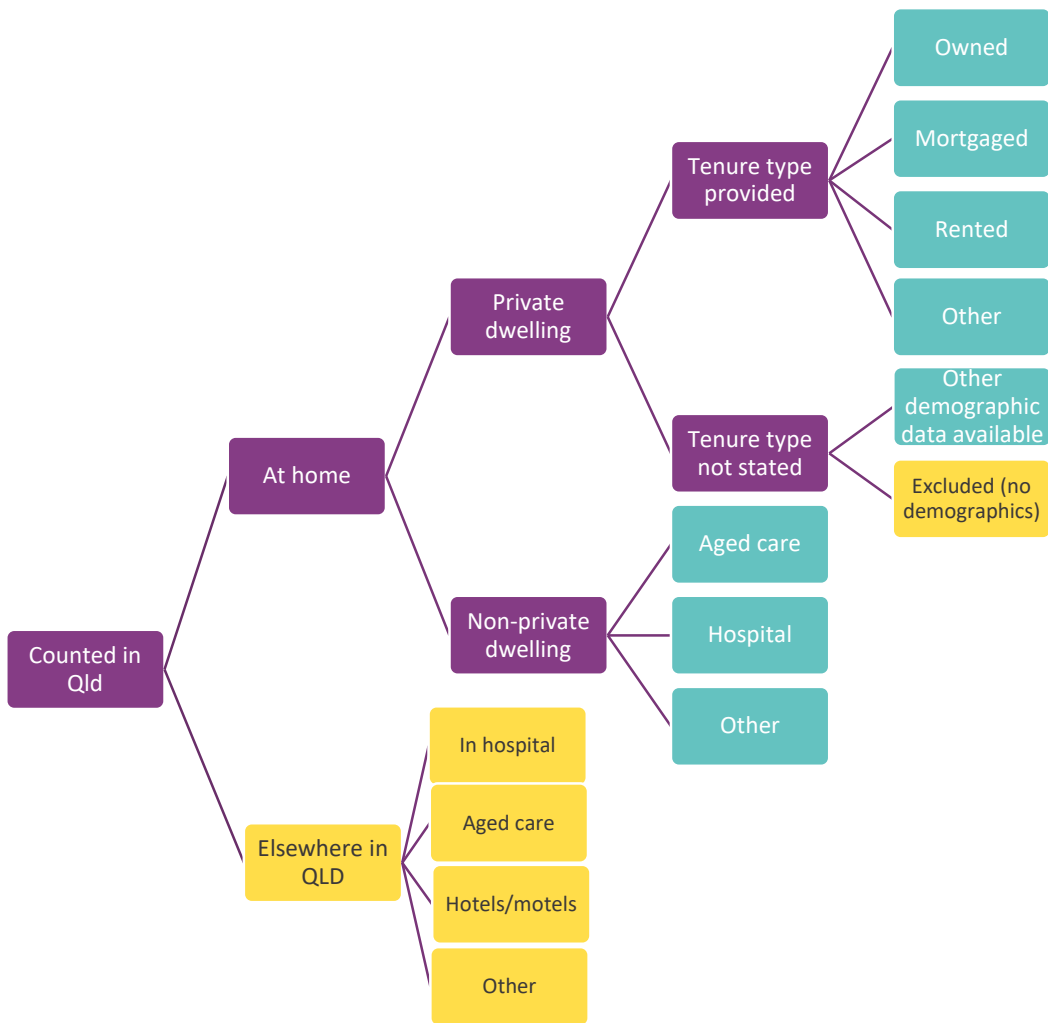 Owned
Mortgaged
Tenure type
provided
Rented
Private
dwelling
Other
Other
demographic
data available
At home
Tenure type
not stated
Excluded (no
demographics)
Aged care
Non-private
dwelling
Hospital
Counted in
Qld
Other
In hospital
Aged care
Elsewhere in
QLD
Hotels/motels
Other